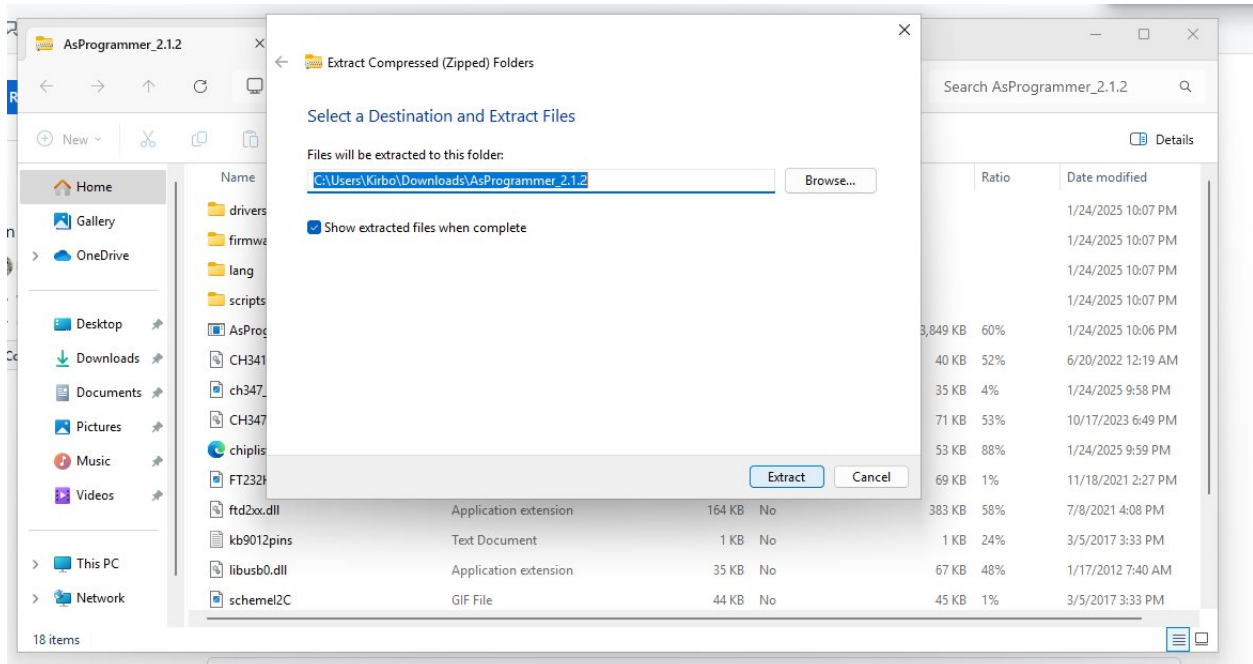 AsProgrammer_2.1.2
Extract Compressed (Zipped) Folders
Search AsProgrammer_2.1.2
New
Details
Select a Destination and Extract Files
Files will be extracted to this folder:
C:\Users\Kirbo\Downloads\AsProgrammer_2.1.2
Browse...
Show extracted files when complete
Extract
Cancel
Home
Gallery
OneDrive
Desktop
Downloads
Documents
Pictures
Music
Videos
This PC
Network
Name Ratio Date modified
drivers 1/24/2025 10:07 PM
firmwa 1/24/2025 10:07 PM
lang 1/24/2025 10:07 PM
scripts 1/24/2025 10:07 PM
AsProg 3,849 KB 60% 1/24/2025 10:06 PM
CH341 40 KB 52% 6/20/2022 12:19 AM
ch347_ 35 KB 4% 1/24/2025 9:58 PM
CH347 71 KB 53% 10/17/2023 6:49 PM
chiplis 53 KB 88% 1/24/2025 9:59 PM
FT232H 69 KB 1% 11/18/2021 2:27 PM
ftd2xx.dll Application extension 164 KB No 383 KB 58% 7/8/2021 4:08 PM
kb9012pins Text Document 1 KB No 1 KB 24% 3/5/2017 3:33 PM
libusb0.dll Application extension 35 KB No 67 KB 48% 1/17/2012 7:40 AM
schemeI2C GIF File 44 KB No 45 KB 1% 3/5/2017 3:33 PM
18 items